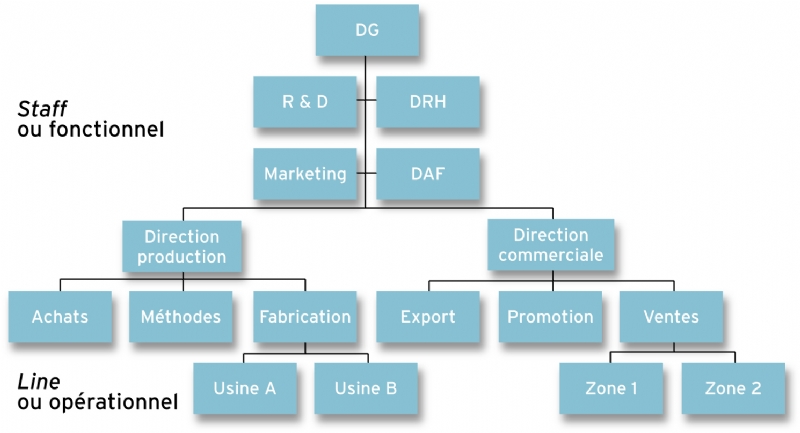 DG
R & D
DRH
Staff
ou fonctionnel
Marketing
DAF
Direction
production
Direction
commerciale
Achats
Méthodes
Fabrication
Export
Promotion
Ventes
Line
ou opérationnel
Usine A
Usine B
Zone 1
Zone 2